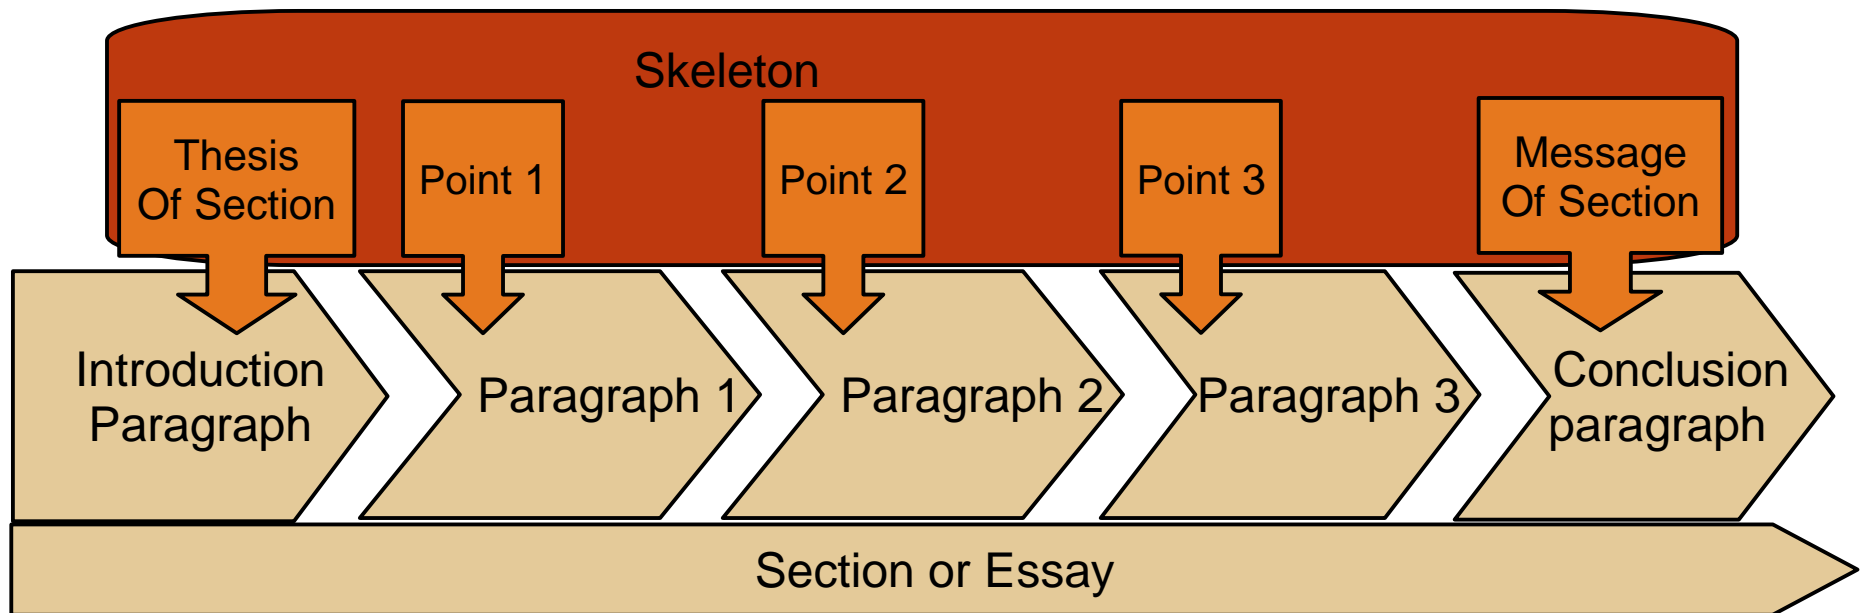 Skeleton
Thesis
Of Section
Point 1
Point 2
Point 3
Message
Of Section
Introduction
Paragraph
Paragraph 1
Paragraph 2
Paragraph 3
Conclusion
paragraph
Section or Essay